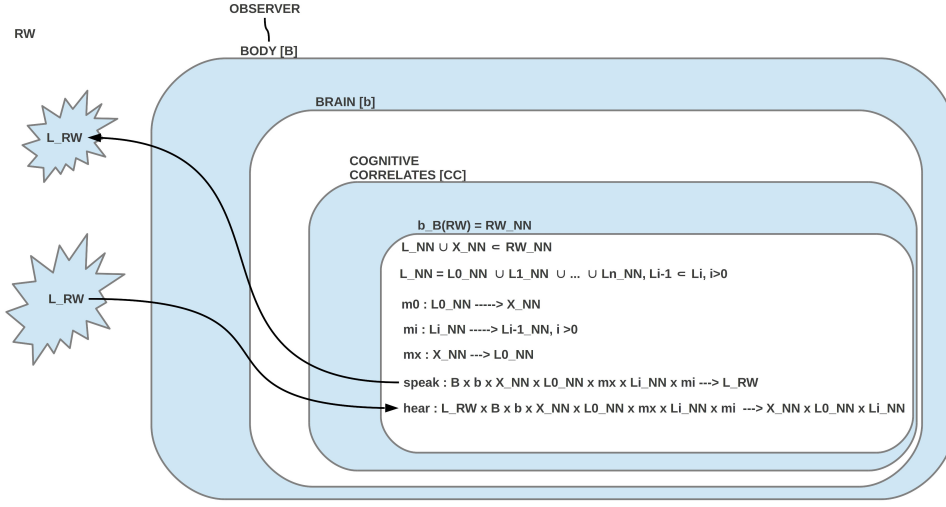 OBSERVER
RW
BODY [B]
BRAIN [b]
L_RW
COGNITIVE
CORRELATES [CC]
b_B(RW) = RW_NN
L_NN ∪ X_NN ⊂ RW_NN
L_NN = L0_NN ∪ L1_NN ∪ ... ∪ Ln_NN, Li-1 ⊂ Li, i>0
L_RW
m0 : L0_NN -----> X_NN
mi : Li_NN -----> Li-1_NN, i >0
mx : X_NN ---> L0_NN
speak : B x b x X_NN x L0_NN x mx x Li_NN x mi ---> L_RW
hear : L_RW x B x b x X_NN x L0_NN x mx x Li_NN x mi ---> X_NN x L0_NN x Li_NN